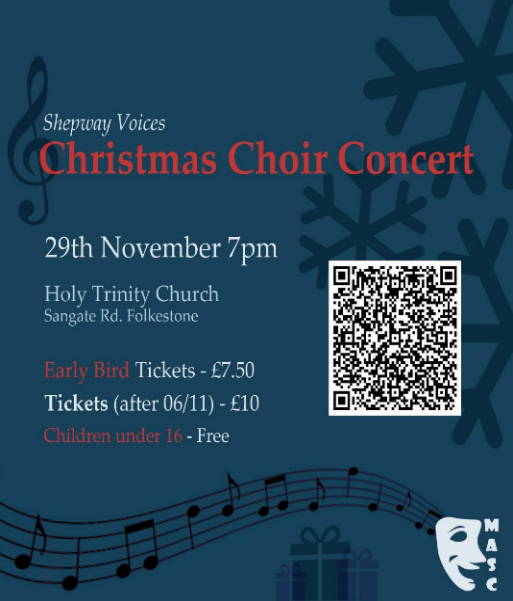 Shepway Voices
Christmas Choir Concert
29th November 7pm
Holy Trinity Church
Sangate Rd. Folkestone
Early Bird Tickets - £7.50
Tickets (after 06/11) - £10
Children under 16 - Free
MASC